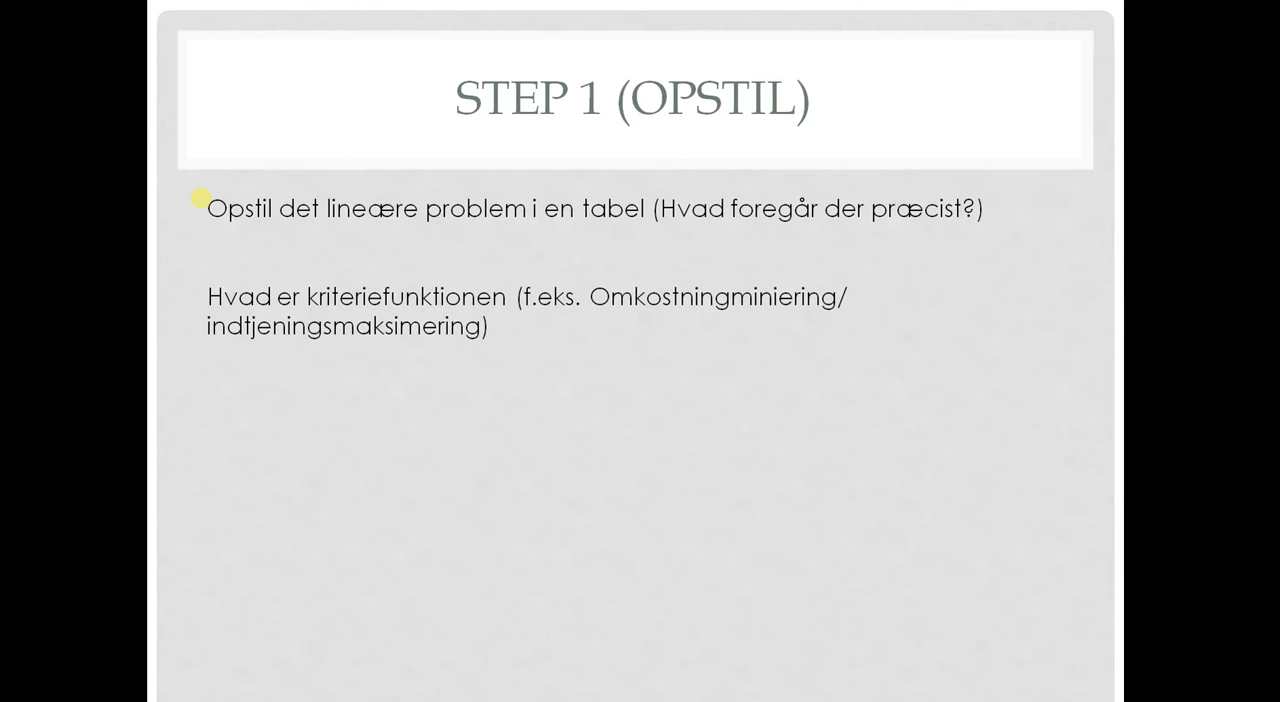 STEP 1 (OPSTIL)
Opstil det lineære problem i en tabel (Hvad foregår der præcist?)
Hvad er kriteriefunktionen (f.eks. Omkostningminiering/
indtjeningsmaksimering)